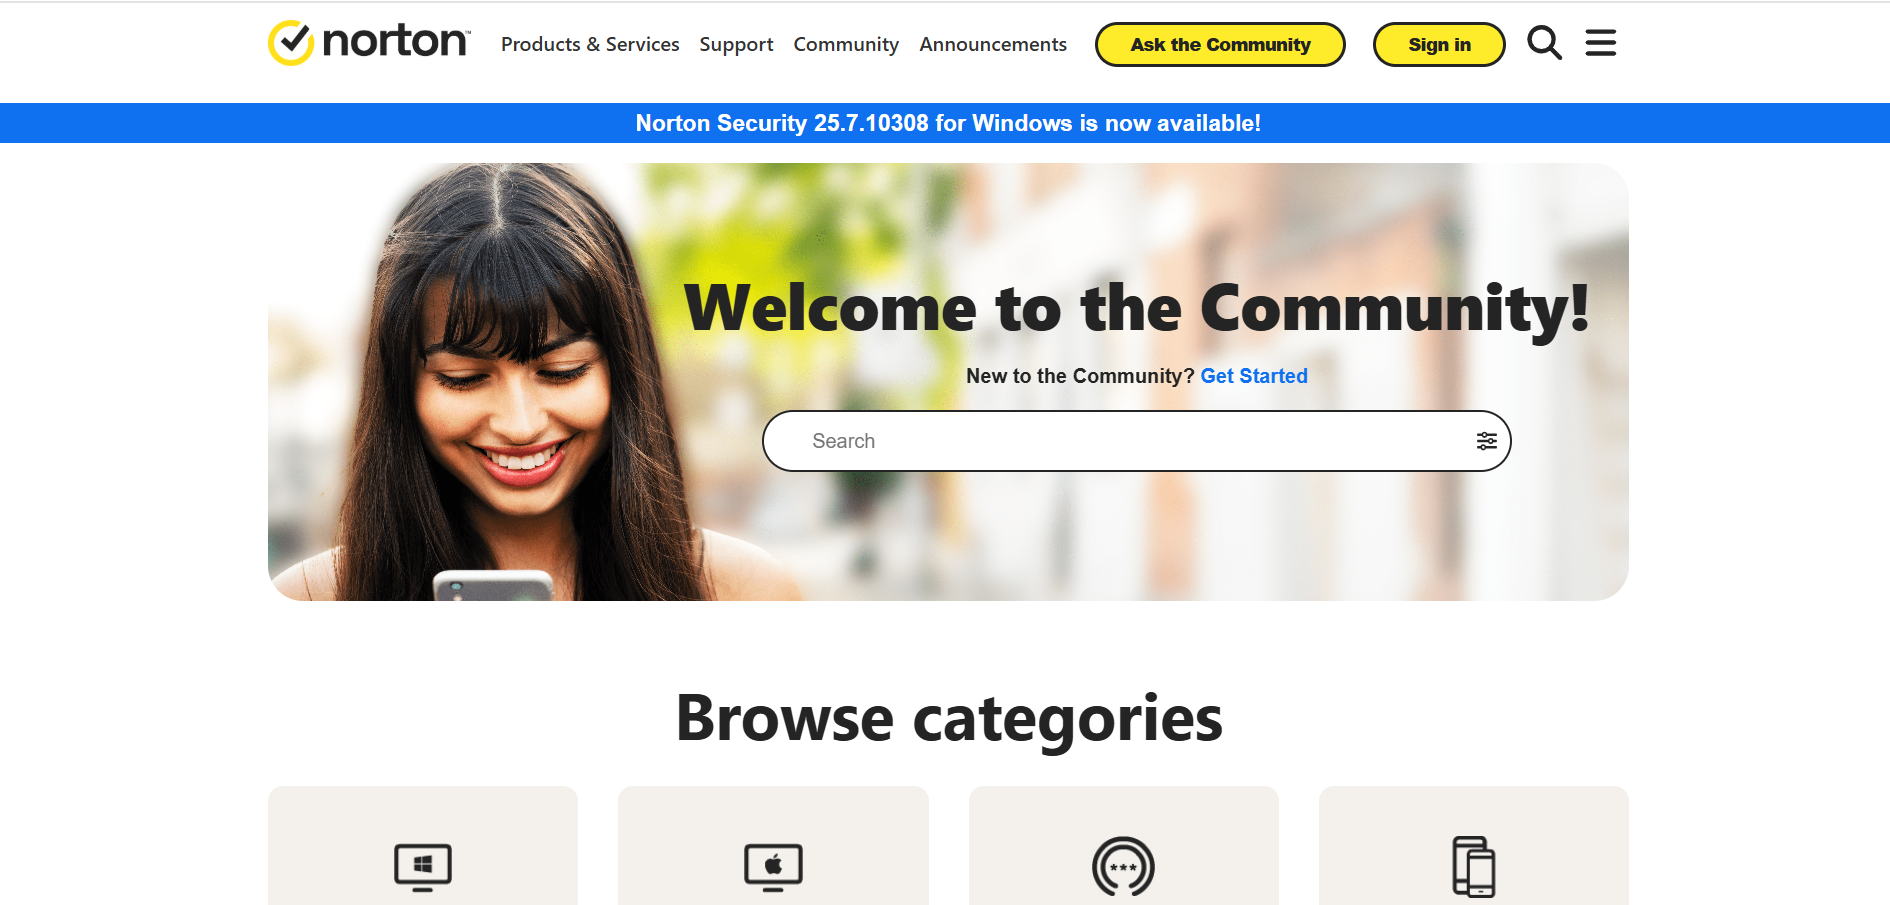 norton™
Products & Services
Support
Community
Announcements
Ask the Community
Sign in
Norton Security 25.7.10308 for Windows is now available!
Welcome to the Community!
New to the Community? Get Started
Search
Browse categories
***